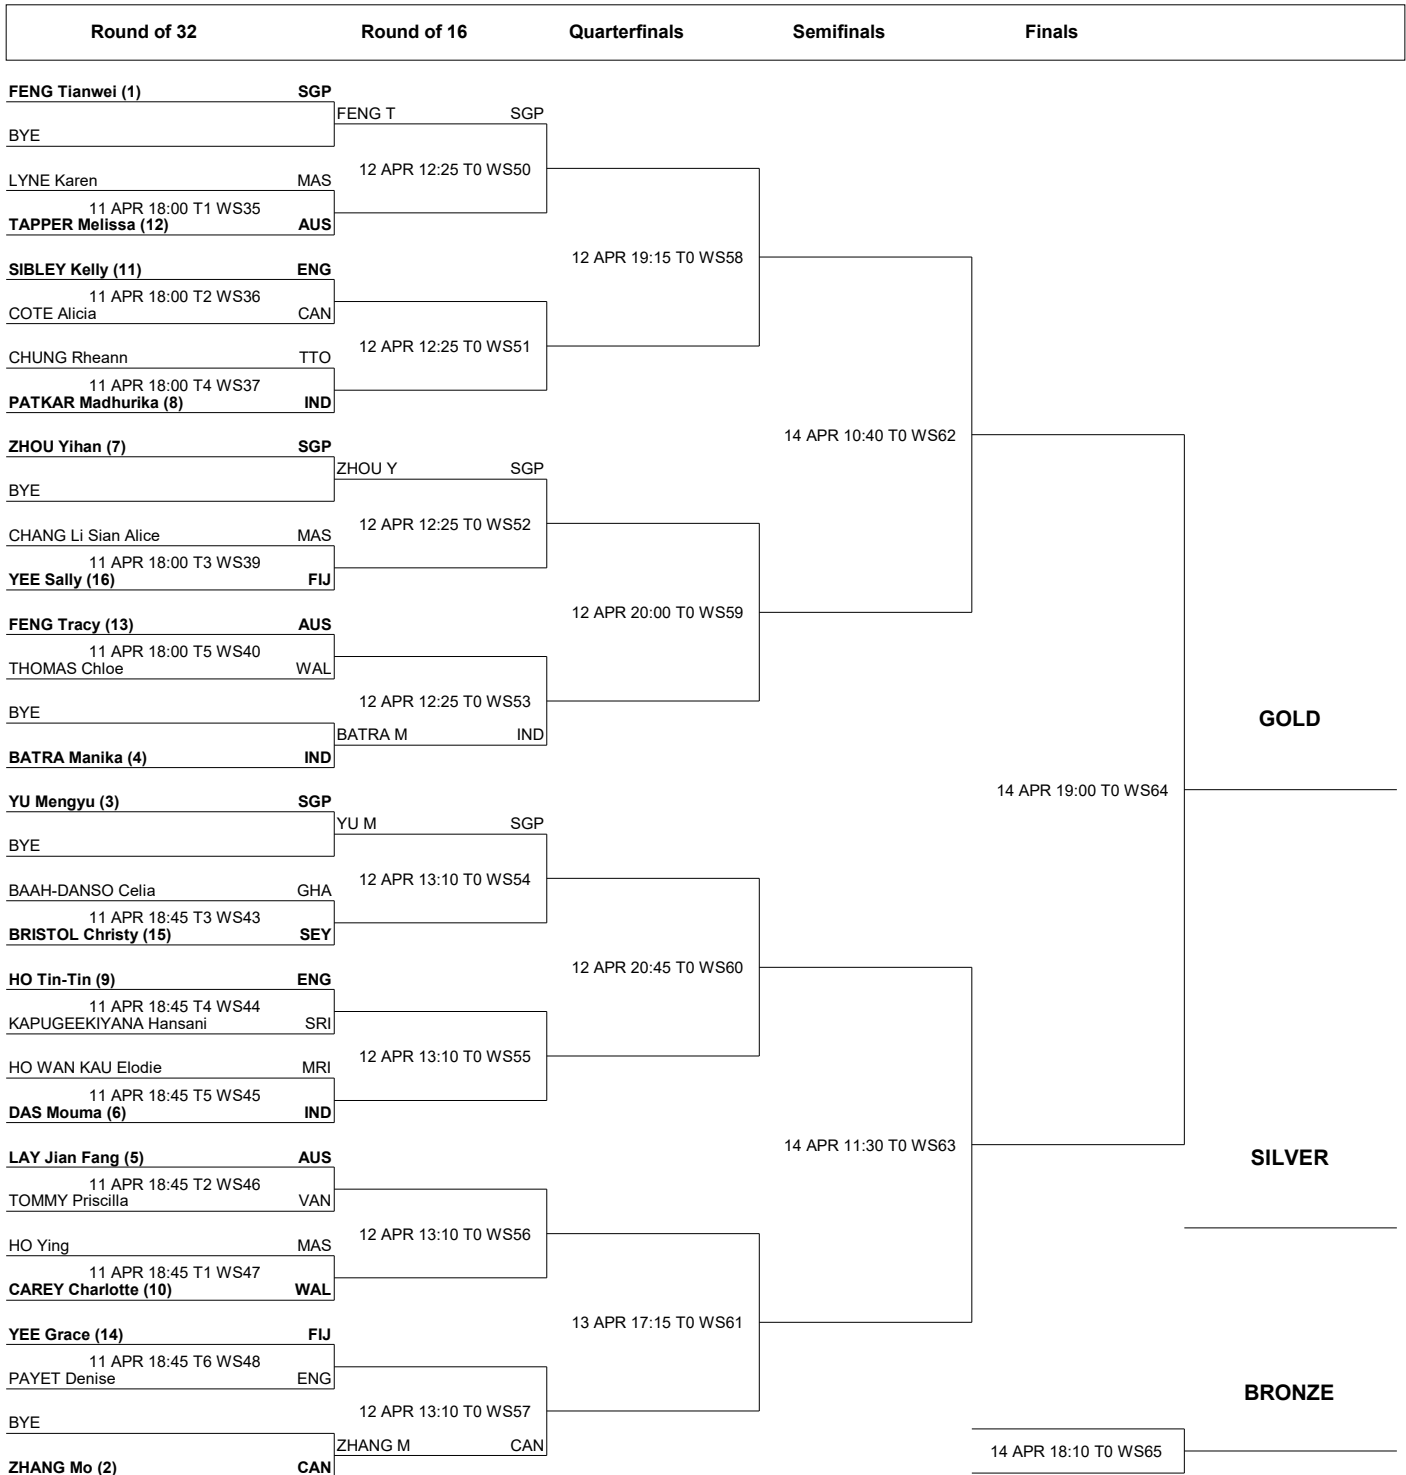 Round of 32 Round of 16 Quarterfinals Semifinals Finals
FENG Tianwei (1) SGP
FENG T SGP
BYE
12 APR 12:25 T0 WS50
LYNE Karen MAS
11 APR 18:00 T1 WS35
TAPPER Melissa (12) AUS
12 APR 19:15 T0 WS58
SIBLEY Kelly (11) ENG
11 APR 18:00 T2 WS36
COTE Alicia CAN
12 APR 12:25 T0 WS51
CHUNG Rheann TTO
11 APR 18:00 T4 WS37
PATKAR Madhurika (8) IND
14 APR 10:40 T0 WS62
ZHOU Yihan (7) SGP
ZHOU Y SGP
BYE
12 APR 12:25 T0 WS52
CHANG Li Sian Alice MAS
11 APR 18:00 T3 WS39
YEE Sally (16) FIJ
12 APR 20:00 T0 WS59
FENG Tracy (13) AUS
11 APR 18:00 T5 WS40
THOMAS Chloe WAL
12 APR 12:25 T0 WS53
BYE
GOLD
BATRA M IND
BATRA Manika (4) IND
14 APR 19:00 T0 WS64
YU Mengyu (3) SGP
YU M SGP
BYE
12 APR 13:10 T0 WS54
BAAH-DANSO Celia GHA
11 APR 18:45 T3 WS43
BRISTOL Christy (15) SEY
12 APR 20:45 T0 WS60
HO Tin-Tin (9) ENG
11 APR 18:45 T4 WS44
KAPUGEEKIYANA Hansani SRI
12 APR 13:10 T0 WS55
HO WAN KAU Elodie MRI
11 APR 18:45 T5 WS45
DAS Mouma (6) IND
14 APR 11:30 T0 WS63
LAY Jian Fang (5) AUS
SILVER
11 APR 18:45 T2 WS46
TOMMY Priscilla VAN
12 APR 13:10 T0 WS56
HO Ying MAS
11 APR 18:45 T1 WS47
CAREY Charlotte (10) WAL
13 APR 17:15 T0 WS61
YEE Grace (14) FIJ
11 APR 18:45 T6 WS48
PAYET Denise ENG
BRONZE
12 APR 13:10 T0 WS57
BYE
ZHANG M CAN
14 APR 18:10 T0 WS65
ZHANG Mo (2) CAN